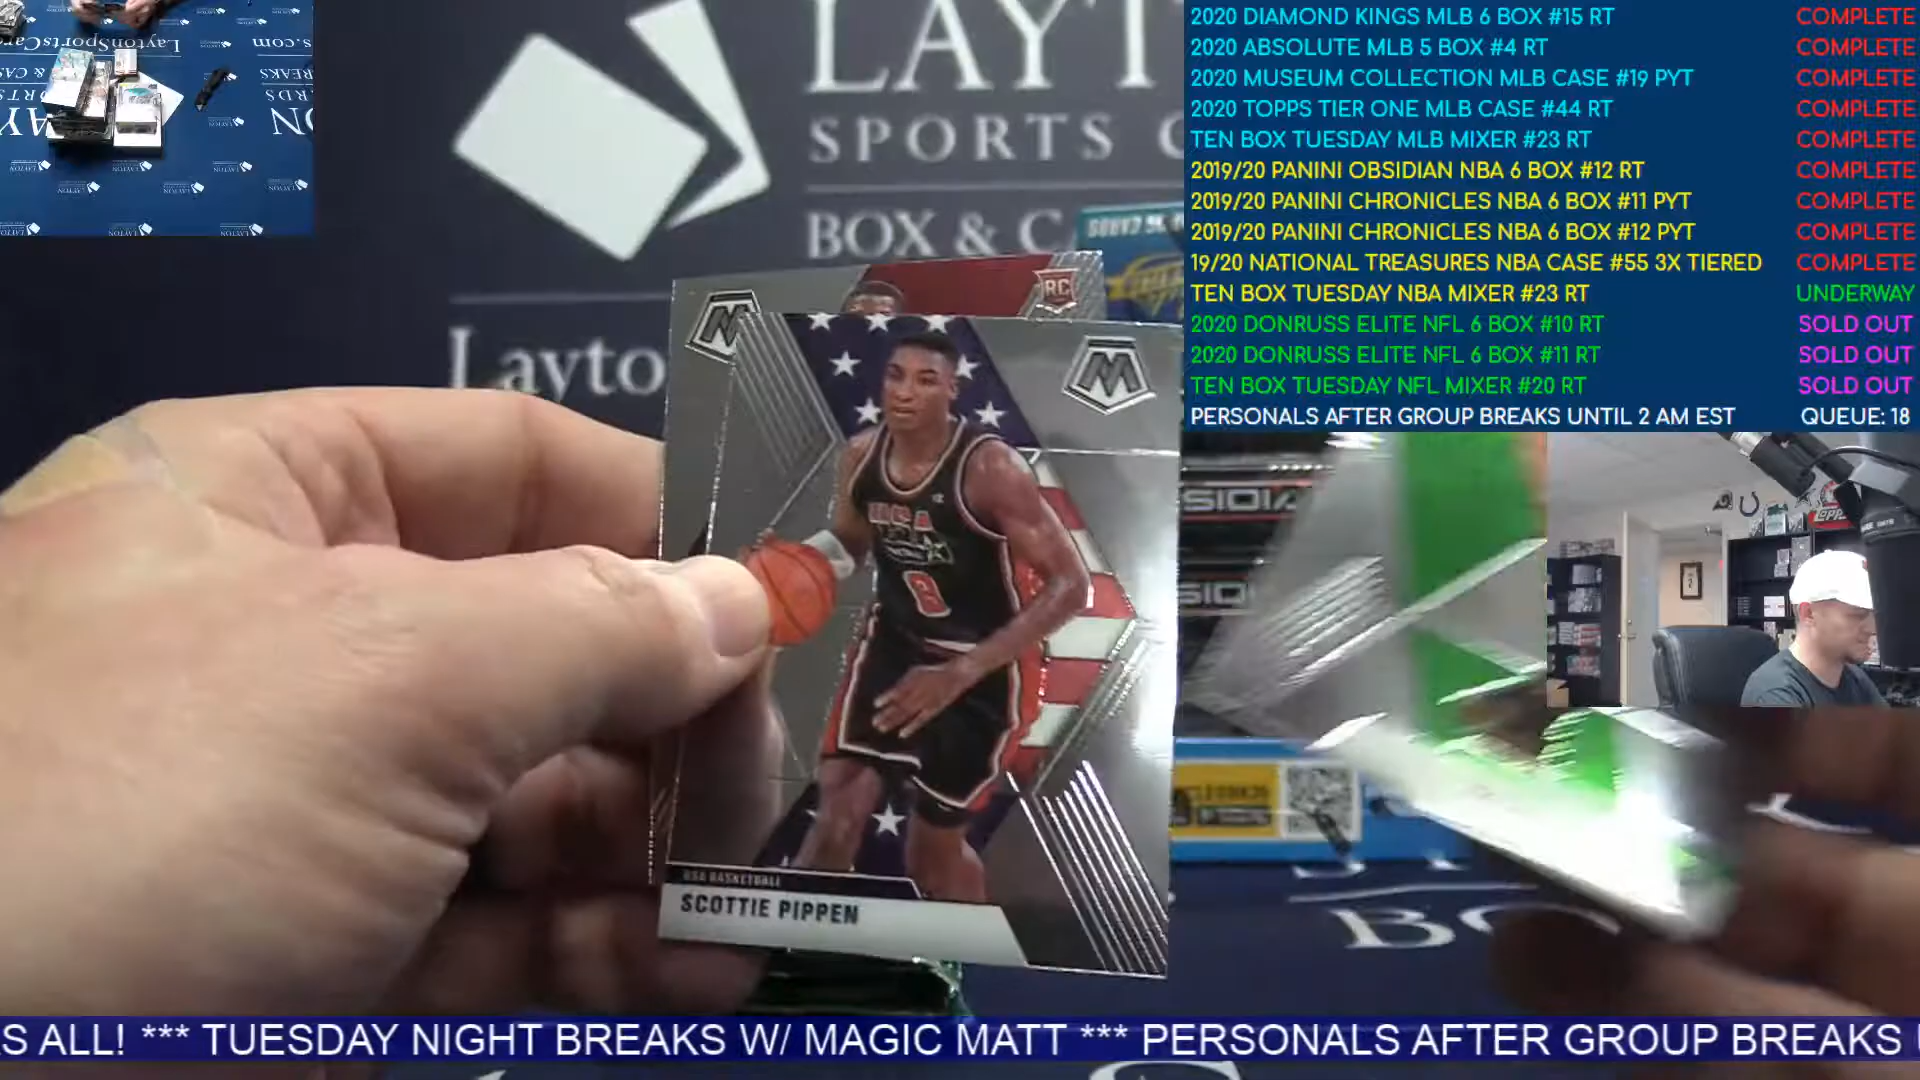 LAYT
SPORTS C
BOX & C
Layto
2020 DIAMOND KINGS MLB 6 BOX #15 RT COMPLETE
2020 ABSOLUTE MLB 5 BOX #4 RT COMPLETE
2020 MUSEUM COLLECTION MLB CASE #19 PYT COMPLETE
2020 TOPPS TIER ONE MLB CASE #44 RT COMPLETE
TEN BOX TUESDAY MLB MIXER #23 RT COMPLETE
2019/20 PANINI OBSIDIAN NBA 6 BOX #12 RT COMPLETE
2019/20 PANINI CHRONICLES NBA 6 BOX #11 PYT COMPLETE
2019/20 PANINI CHRONICLES NBA 6 BOX #12 PYT COMPLETE
19/20 NATIONAL TREASURES NBA CASE #55 3X TIERED COMPLETE
TEN BOX TUESDAY NBA MIXER #23 RT UNDERWAY
2020 DONRUSS ELITE NFL 6 BOX #10 RT SOLD OUT
2020 DONRUSS ELITE NFL 6 BOX #11 RT SOLD OUT
TEN BOX TUESDAY NFL MIXER #20 RT SOLD OUT
PERSONALS AFTER GROUP BREAKS UNTIL 2 AM EST QUEUE: 18
RC
M
M
USA
8
USA BASKETBALL
SCOTTIE PIPPEN
SIDIA
BO
S ALL! *** TUESDAY NIGHT BREAKS W/ MAGIC MATT *** PERSONALS AFTER GROUP BREAKS